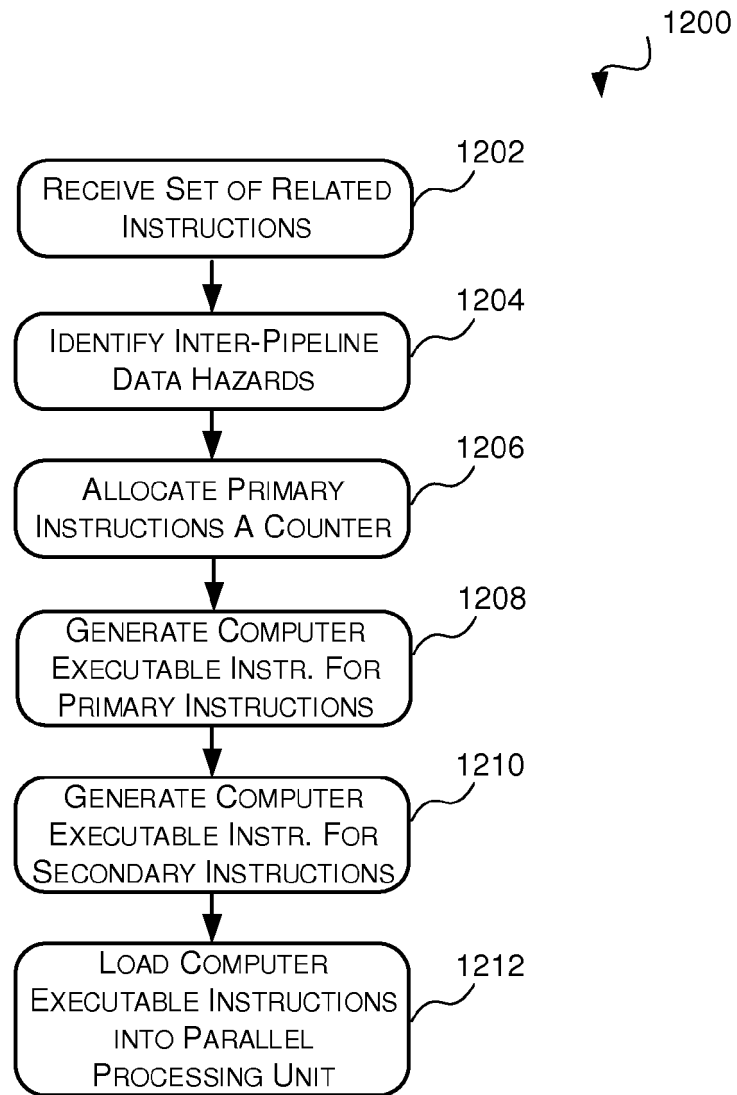 1200
1202
RECEIVE SET OF RELATED
INSTRUCTIONS
1204
IDENTIFY INTER-PIPELINE
DATA HAZARDS
1206
ALLOCATE PRIMARY
INSTRUCTIONS A COUNTER
1208
GENERATE COMPUTER
EXECUTABLE INSTR. FOR
PRIMARY INSTRUCTIONS
1210
GENERATE COMPUTER
EXECUTABLE INSTR. FOR
SECONDARY INSTRUCTIONS
1212
LOAD COMPUTER
EXECUTABLE INSTRUCTIONS
INTO PARALLEL
PROCESSING UNIT